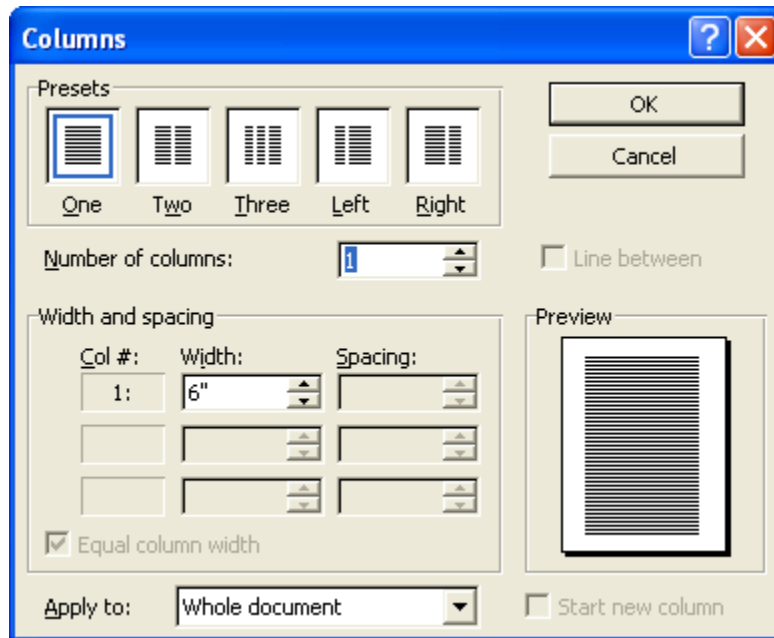 Columns
Presets
OK
Cancel
One Two Three Left Right
Number of columns: 1
Line between
Width and spacing
Preview
Col #: Width: Spacing:
1: 6"
Equal column width
Apply to: Whole document
Start new column